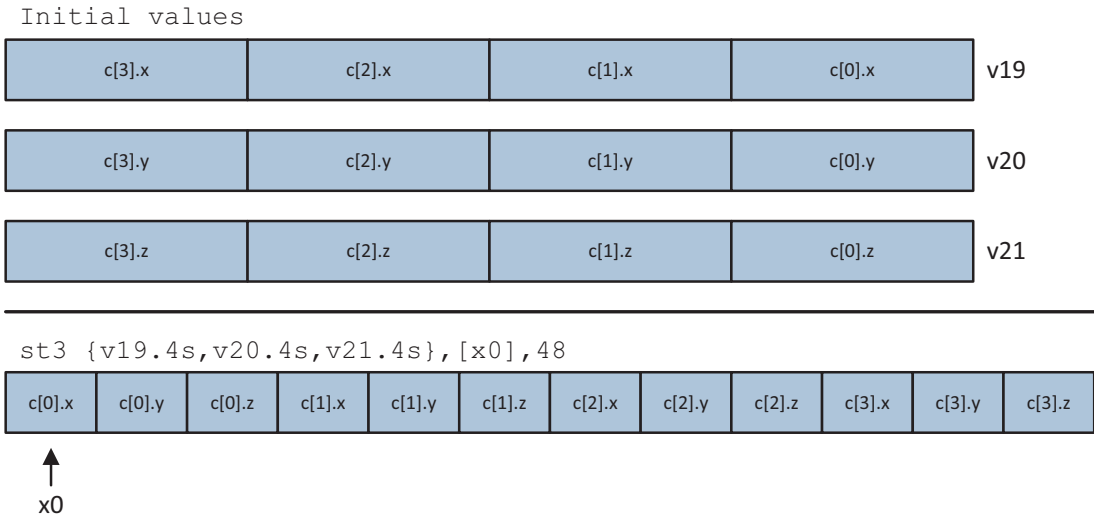 Initial values
c[3].x c[2].x c[1].x c[0].x v19
c[3].y c[2].y c[1].y c[0].y v20
c[3].z c[2].z c[1].z c[0].z v21
st3 {v19.4s,v20.4s,v21.4s},[x0],48
c[0].x c[0].y c[0].z c[1].x c[1].y c[1].z c[2].x c[2].y c[2].z c[3].x c[3].y c[3].z
x0